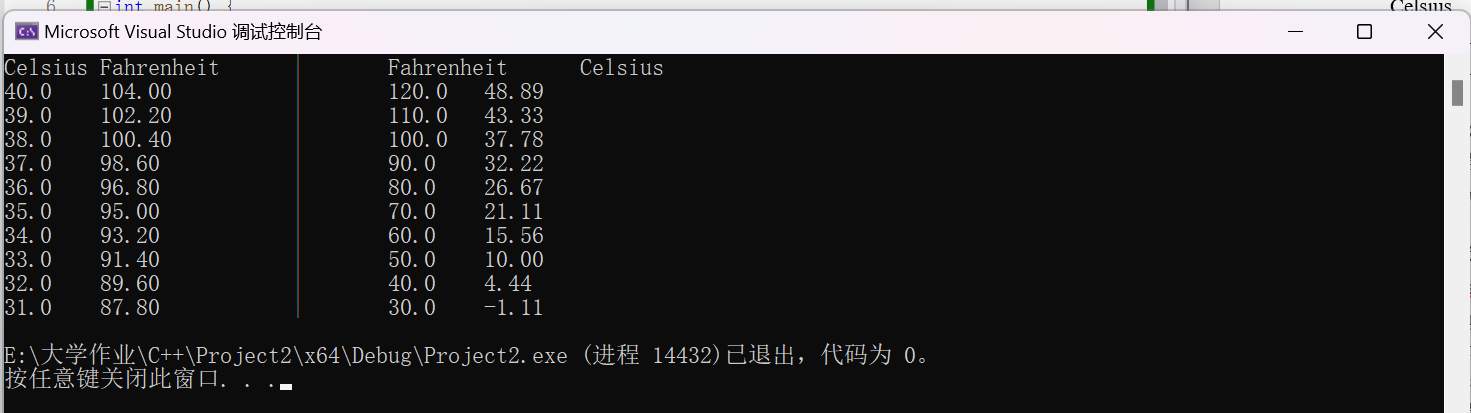 6 int main() {
Celsius
Microsoft Visual Studio 调试控制台
Celsius Fahrenheit Fahrenheit Celsius
40.0 104.00 120.0 48.89
39.0 102.20 110.0 43.33
38.0 100.40 100.0 37.78
37.0 98.60 90.0 32.22
36.0 96.80 80.0 26.67
35.0 95.00 70.0 21.11
34.0 93.20 60.0 15.56
33.0 91.40 50.0 10.00
32.0 89.60 40.0 4.44
31.0 87.80 30.0 -1.11
E:\大学作业\C++\Project2\x64\Debug\Project2.exe (进程 14432)已退出，代码为 0。
按任意键关闭此窗口. . .